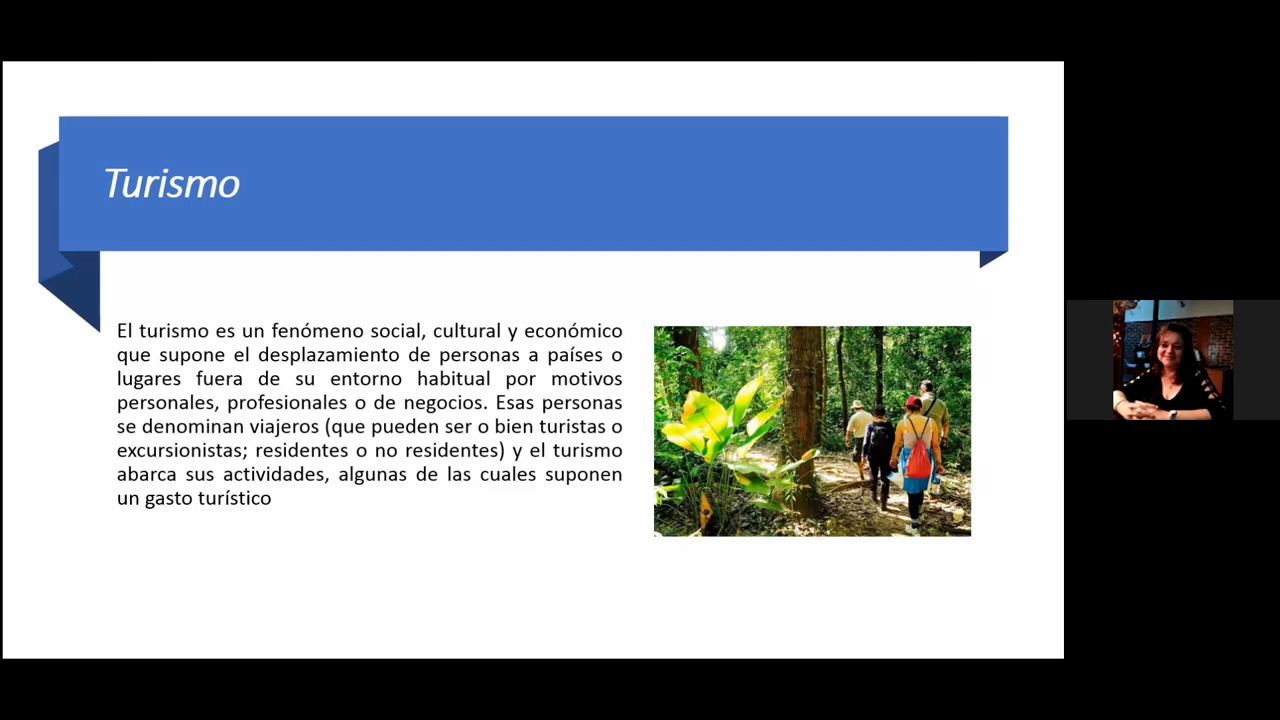 Turismo
El turismo es un fenómeno social, cultural y económico
que supone el desplazamiento de personas a países o
lugares fuera de su entorno habitual por motivos
personales, profesionales o de negocios. Esas personas
se denominan viajeros (que pueden ser o bien turistas o
excursionistas; residentes o no residentes) y el turismo
abarca sus actividades, algunas de las cuales suponen
un gasto turístico